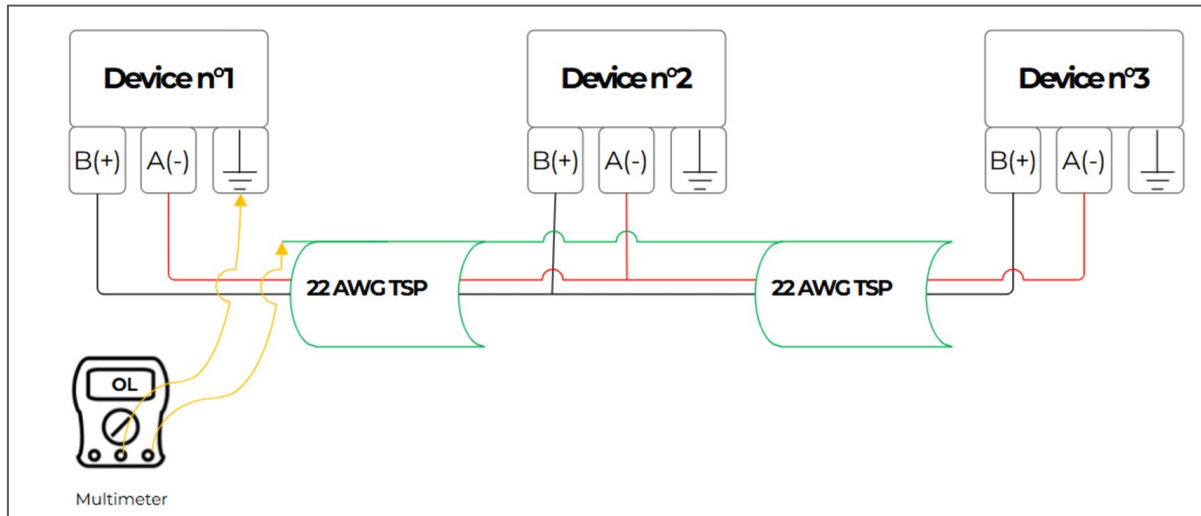 Device n°1
Device n°2
Device n°3
B(+) A(-)
B(+) A(-)
B(+) A(-)
22 AWG TSP
22 AWG TSP
OL
Multimeter